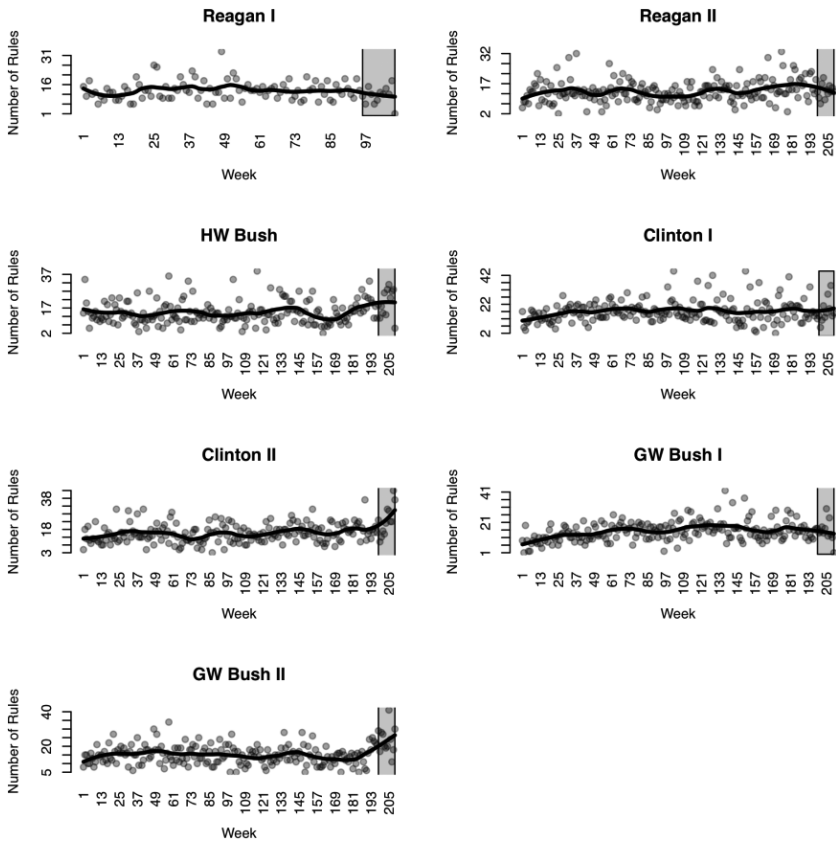 Reagan I
Number of Rules
1 16 31
1 13 25 37 49 61 73 85 97
Week
Reagan II
Number of Rules
2 17 32
1 13 25 37 49 61 73 85 97 109 121 133 145 157 169 181 193 205
Week
HW Bush
Number of Rules
2 17 37
1 13 25 37 49 61 73 85 97 109 121 133 145 157 169 181 193 205
Week
Clinton I
Number of Rules
2 22 42
1 13 25 37 49 61 73 85 97 109 121 133 145 157 169 181 193 205
Week
Clinton II
Number of Rules
3 18 38
1 13 25 37 49 61 73 85 97 109 121 133 145 157 169 181 193 205
Week
GW Bush I
Number of Rules
1 21 41
1 13 25 37 49 61 73 85 97 109 121 133 145 157 169 181 193 205
Week
GW Bush II
Number of Rules
5 20 40
1 13 25 37 49 61 73 85 97 109 121 133 145 157 169 181 193 205
Week